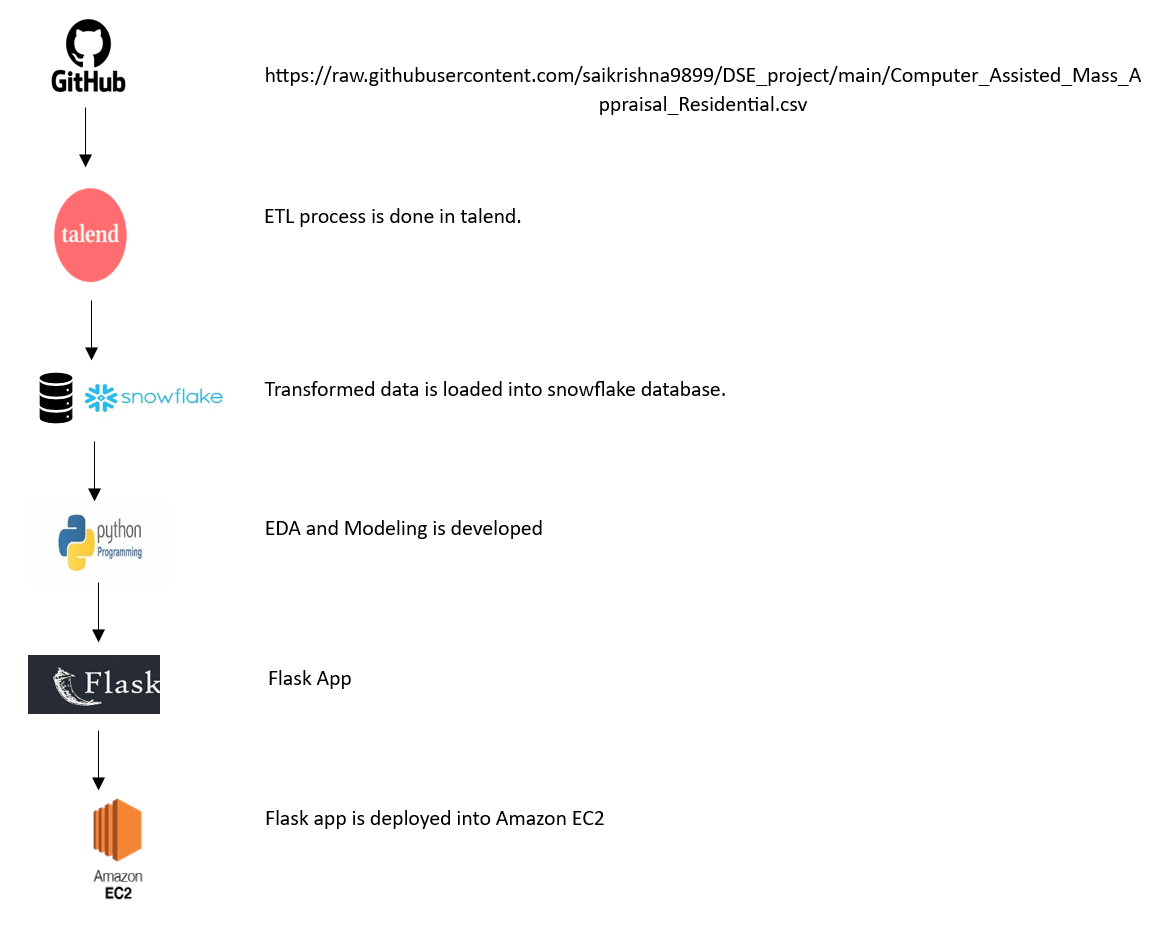 GitHub
https://raw.githubusercontent.com/saikrishna9899/DSE_project/main/Computer_Assisted_Mass_A
ppraisal_Residential.csv
talend
ETL process is done in talend.
snowflake
Transformed data is loaded into snowflake database.
python
Programming
EDA and Modeling is developed
Flask
Flask App
Flask app is deployed into Amazon EC2
Amazon
EC2